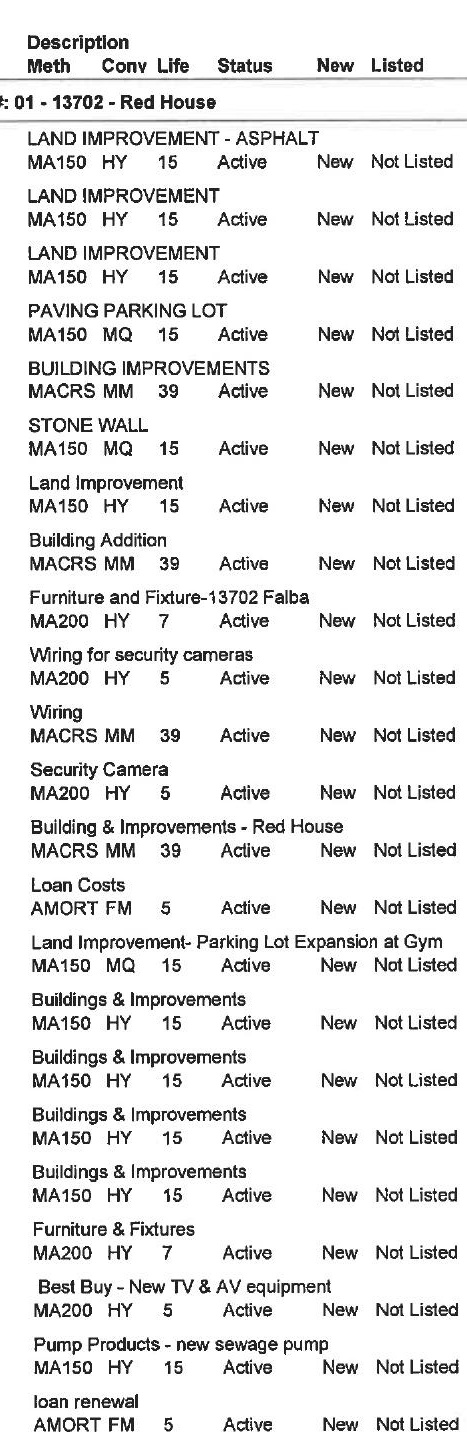 Description
Meth Conv Life Status New Listed
#: 01 - 13702 - Red House
LAND IMPROVEMENT - ASPHALT
MA150 HY 15 Active New Not Listed
LAND IMPROVEMENT
MA150 HY 15 Active New Not Listed
LAND IMPROVEMENT
MA150 HY 15 Active New Not Listed
PAVING PARKING LOT
MA150 MQ 15 Active New Not Listed
BUILDING IMPROVEMENTS
MACRS MM 39 Active New Not Listed
STONE WALL
MA150 MQ 15 Active New Not Listed
Land Improvement
MA150 HY 15 Active New Not Listed
Building Addition
MACRS MM 39 Active New Not Listed
Furniture and Fixture-13702 Falba
MA200 HY 7 Active New Not Listed
Wiring for security cameras
MA200 HY 5 Active New Not Listed
Wiring
MACRS MM 39 Active New Not Listed
Security Camera
MA200 HY 5 Active New Not Listed
Building & Improvements - Red House
MACRS MM 39 Active New Not Listed
Loan Costs
AMORT FM 5 Active New Not Listed
Land Improvement- Parking Lot Expansion at Gym
MA150 MQ 15 Active New Not Listed
Buildings & Improvements
MA150 HY 15 Active New Not Listed
Buildings & Improvements
MA150 HY 15 Active New Not Listed
Buildings & Improvements
MA150 HY 15 Active New Not Listed
Buildings & Improvements
MA150 HY 15 Active New Not Listed
Furniture & Fixtures
MA200 HY 7 Active New Not Listed
Best Buy - New TV & AV equipment
MA200 HY 5 Active New Not Listed
Pump Products - new sewage pump
MA150 HY 15 Active New Not Listed
loan renewal
AMORT FM 5 Active New Not Listed